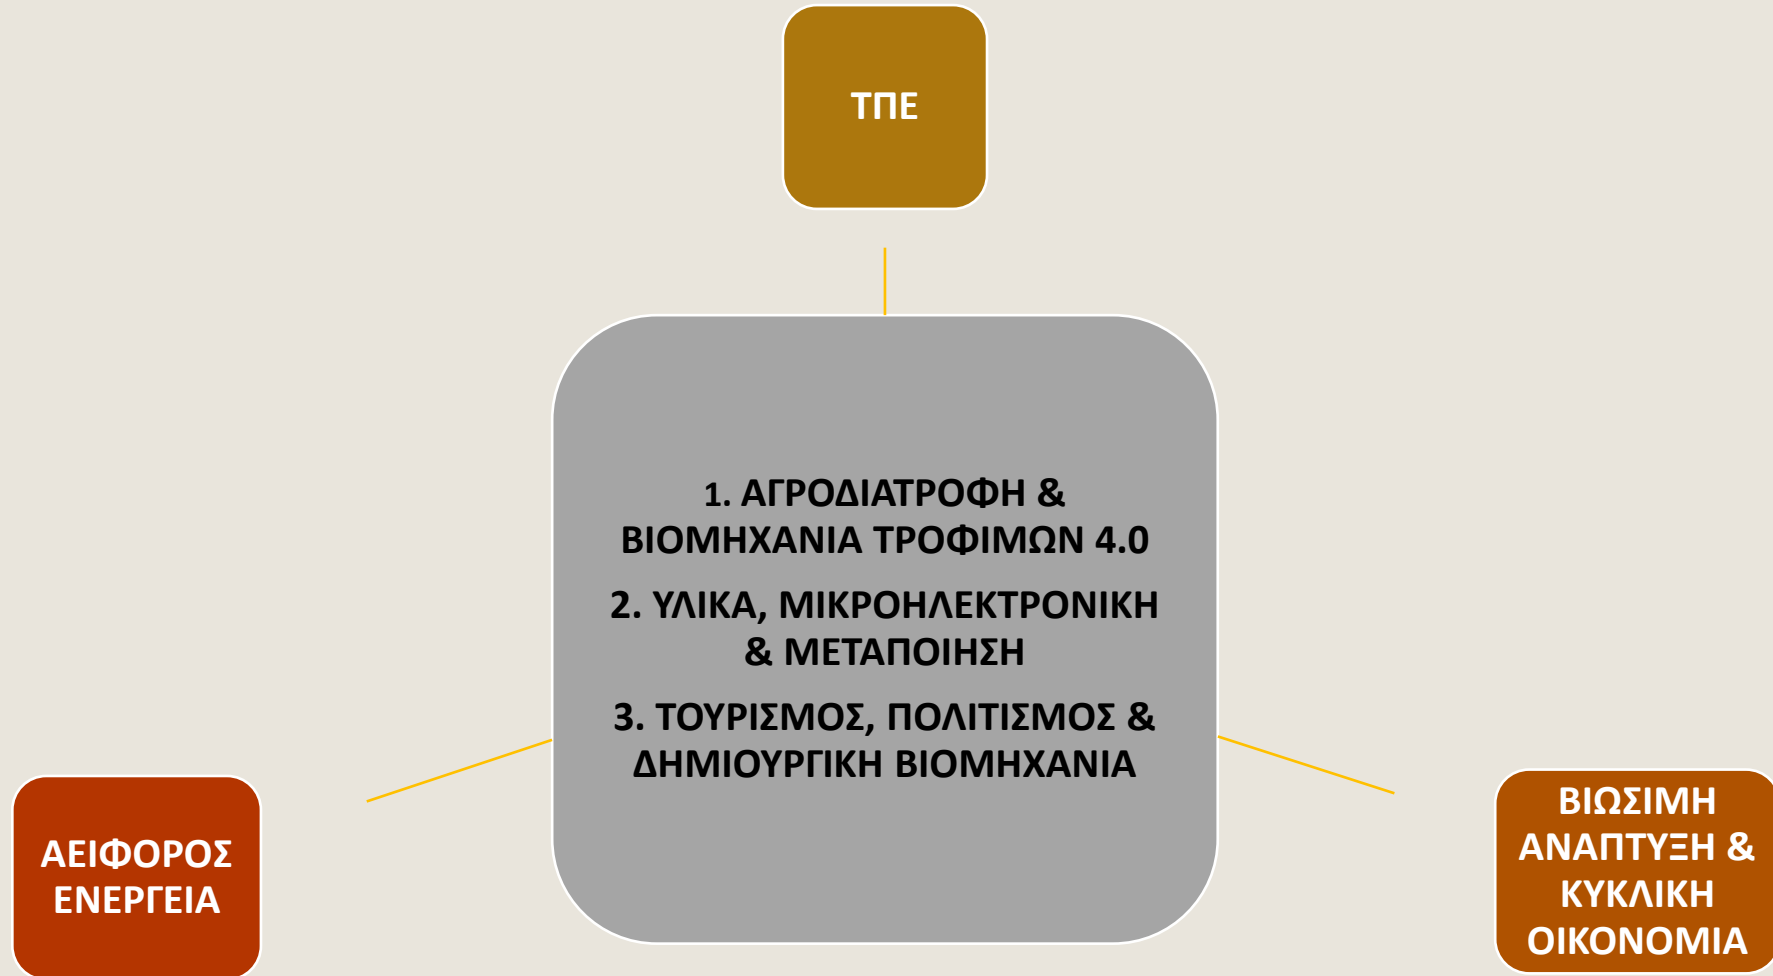 ΤΠΕ
1. ΑΓΡΟΔΙΑΤΡΟΦΗ &
ΒΙΟΜΗΧΑΝΙΑ ΤΡΟΦΙΜΩΝ 4.0
2. ΥΛΙΚΑ, ΜΙΚΡΟΗΛΕΚΤΡΟΝΙΚΗ
& ΜΕΤΑΠΟΙΗΣΗ
3. ΤΟΥΡΙΣΜΟΣ, ΠΟΛΙΤΙΣΜΟΣ &
ΔΗΜΙΟΥΡΓΙΚΗ ΒΙΟΜΗΧΑΝΙΑ
ΑΕΙΦΟΡΟΣ
ΕΝΕΡΓΕΙΑ
ΒΙΩΣΙΜΗ
ΑΝΑΠΤΥΞΗ &
ΚΥΚΛΙΚΗ
ΟΙΚΟΝΟΜΙΑ